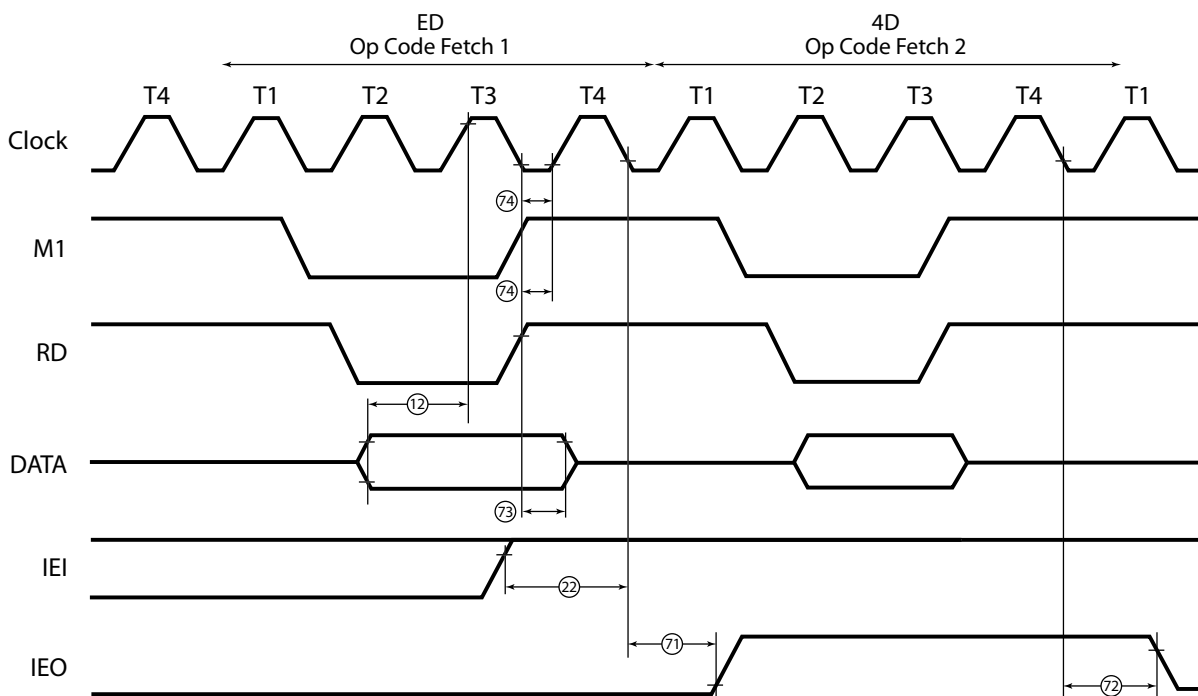 ED
Op Code Fetch 1
4D
Op Code Fetch 2
T4 T1 T2 T3 T4 T1 T2 T3 T4 T1
Clock
74
M1
74
RD
12
DATA
73
IEI
22
71
IEO
72